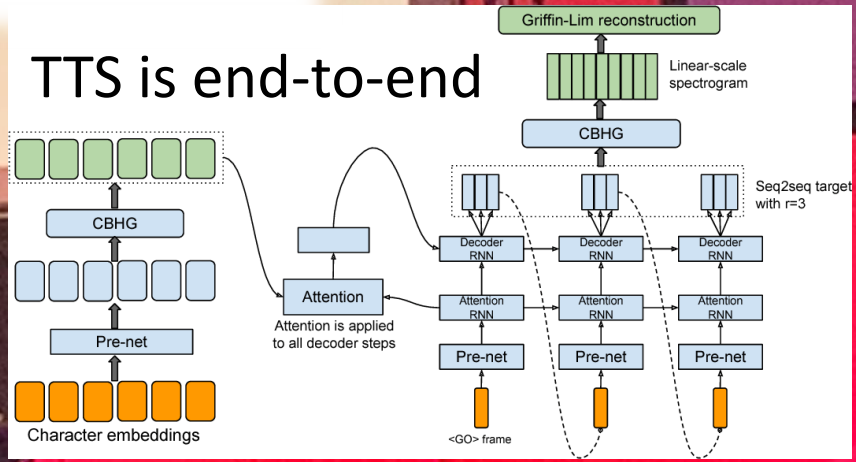 TTS is end-to-end
Griffin-Lim reconstruction
Linear-scale
spectrogram
CBHG
Seq2seq target
with r=3
CBHG
Pre-net
Character embeddings
Attention
Attention is applied
to all decoder steps
Decoder
RNN
Decoder
RNN
Decoder
RNN
Attention
RNN
Attention
RNN
Attention
RNN
Pre-net
Pre-net
Pre-net
<GO> frame